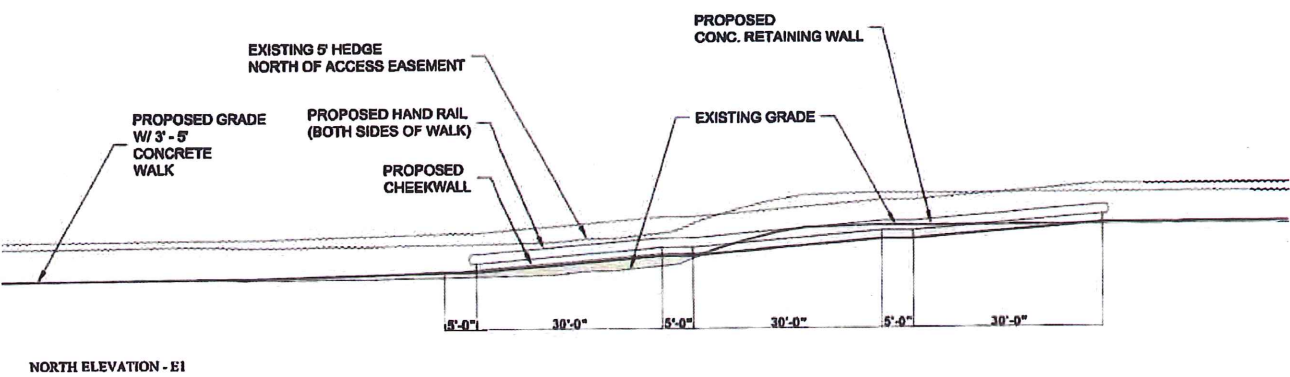 PROPOSED
CONC. RETAINING WALL
EXISTING 5' HEDGE
NORTH OF ACCESS EASEMENT
PROPOSED GRADE
W/ 3' - 5'
CONCRETE
WALK
PROPOSED HAND RAIL
(BOTH SIDES OF WALK)
EXISTING GRADE
PROPOSED
CHEEKWALL
5'-0" 30'-0" 5'-0" 30'-0" 5'-0" 30'-0"
NORTH ELEVATION - E1